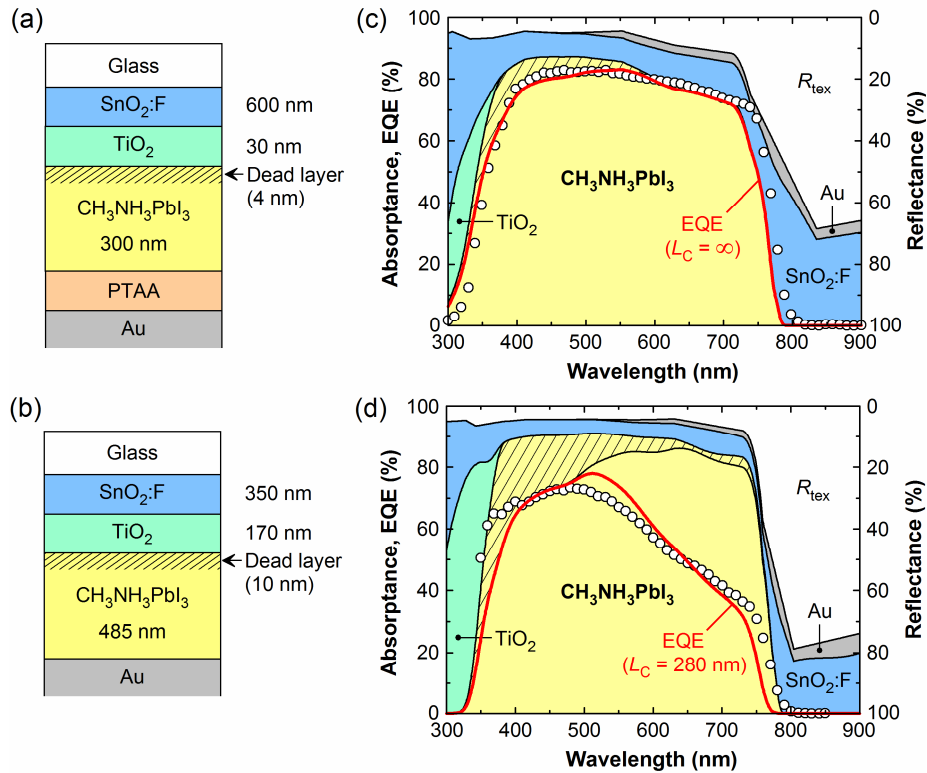 (a)
Glass
SnO2:F
600 nm
TiO2
30 nm
Dead layer
(4 nm)
CH3NH3PbI3
300 nm
PTAA
Au
(c)
100
80
60
40
20
0
Absorptance, EQE (%)
0
20
40
60
80
100
Reflectance (%)
300
400
500
600
700
800
900
Wavelength (nm)
Rtex
CH3NH3PbI3
TiO2
EQE
(LC = ∞)
Au
SnO2:F
(b)
Glass
SnO2:F
350 nm
TiO2
170 nm
Dead layer
(10 nm)
CH3NH3PbI3
485 nm
Au
(d)
100
80
60
40
20
0
Absorptance, EQE (%)
0
20
40
60
80
100
Reflectance (%)
300
400
500
600
700
800
900
Wavelength (nm)
Rtex
CH3NH3PbI3
TiO2
EQE
(LC = 280 nm)
Au
SnO2:F